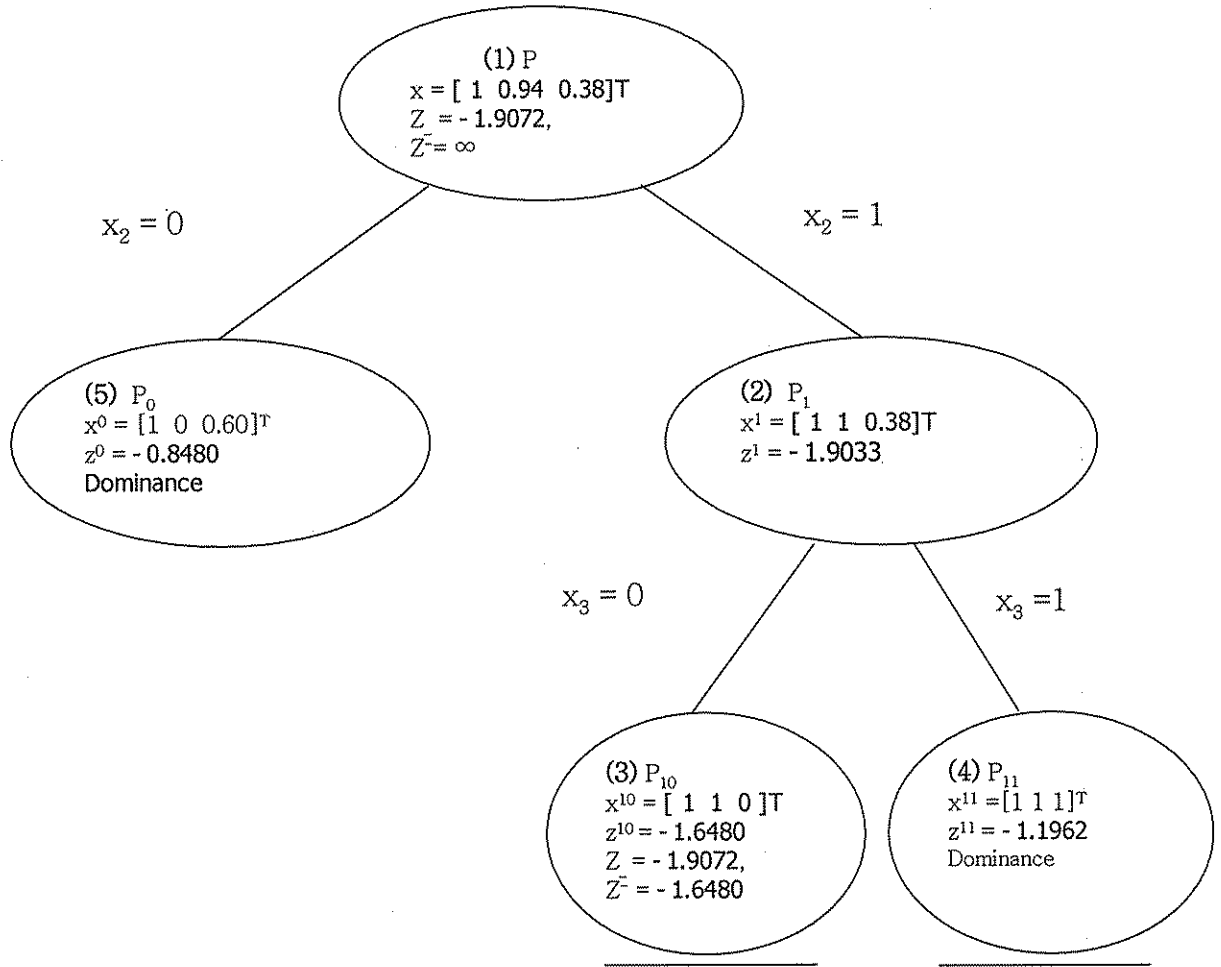 (1) P
x = [ 1 0.94 0.38]T
Z = - 1.9072,
Z̄ = ∞
x₂ = 0
x₂ = 1
(5) P₀
x⁰ = [1 0 0.60]ᵀ
z⁰ = - 0.8480
Dominance
(2) P₁
x¹ = [ 1 1 0.38]T
z¹ = - 1.9033
x₃ = 0
x₃ =1
(3) P₁₀
x¹⁰ = [ 1 1 0 ]T
z¹⁰ = - 1.6480
Z = - 1.9072,
Z̄ = - 1.6480
(4) P₁₁
x¹¹ =[1 1 1]ᵀ
z¹¹ = - 1.1962
Dominance